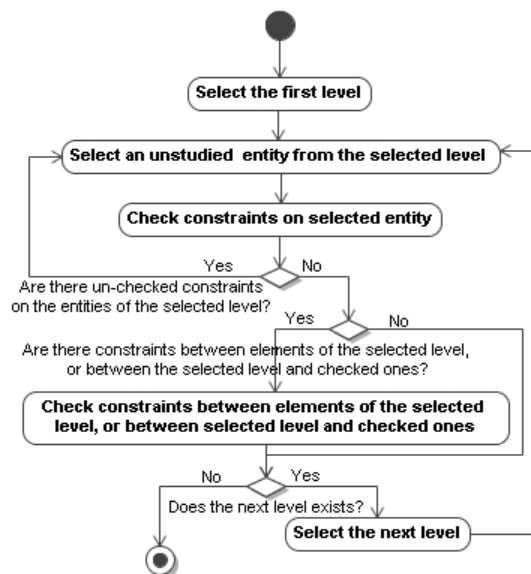 Select the first level
Select an unstudied entity from the selected level
Check constraints on selected entity
Yes
No
Are there un-checked constraints
on the entities of the selected level?
Yes
No
Are there constraints between elements of the selected level,
or between the selected level and checked ones?
Check constraints between elements of the selected
level, or between selected level and checked ones
No
Yes
Does the next level exists?
Select the next level